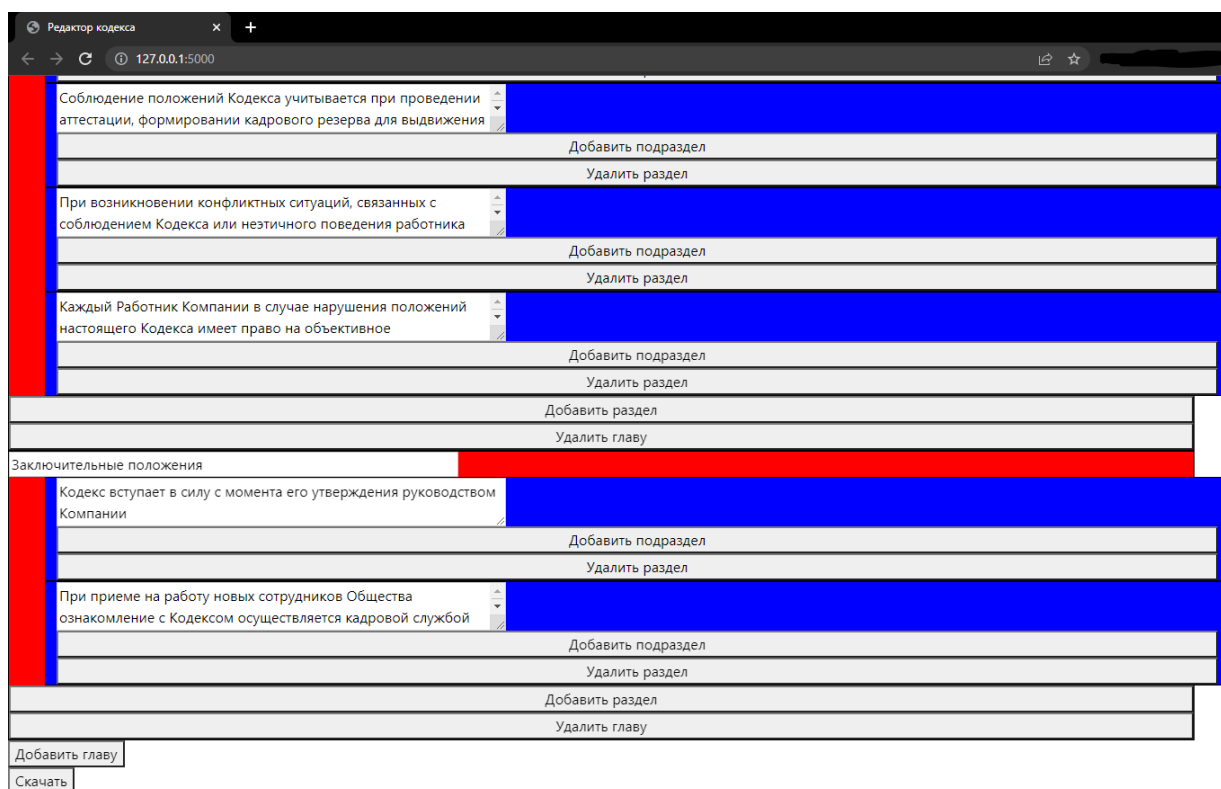 Редактор кодекса
127.0.0.1:5000
Соблюдение положений Кодекса учитывается при проведении
аттестации, формировании кадрового резерва для выдвижения
Добавить подраздел
Удалить раздел
При возникновении конфликтных ситуаций, связанных с
соблюдением Кодекса или неэтичного поведения работника
Добавить подраздел
Удалить раздел
Каждый Работник Компании в случае нарушения положений
настоящего Кодекса имеет право на объективное
Добавить подраздел
Удалить раздел
Добавить раздел
Удалить главу
Заключительные положения
Кодекс вступает в силу с момента его утверждения руководством
Компании
Добавить подраздел
Удалить раздел
При приеме на работу новых сотрудников Общества
ознакомление с Кодексом осуществляется кадровой службой
Добавить подраздел
Удалить раздел
Добавить раздел
Удалить главу
Добавить главу
Скачать